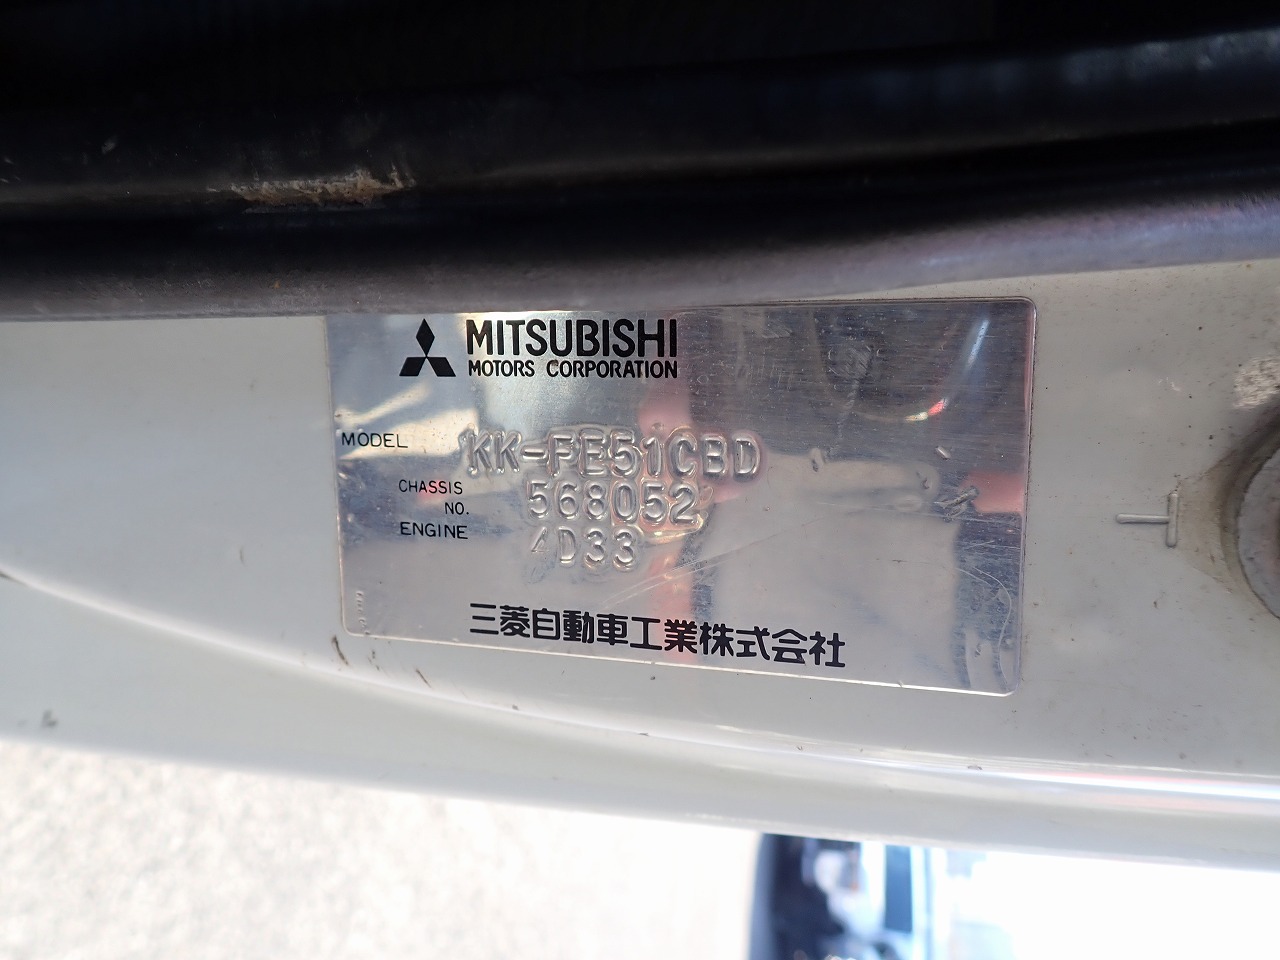 MITSUBISHI
MOTORS CORPORATION
MODEL KK-FE51CBD
CHASSIS NO. 568052
ENGINE 4D33
三菱自動車工業株式会社